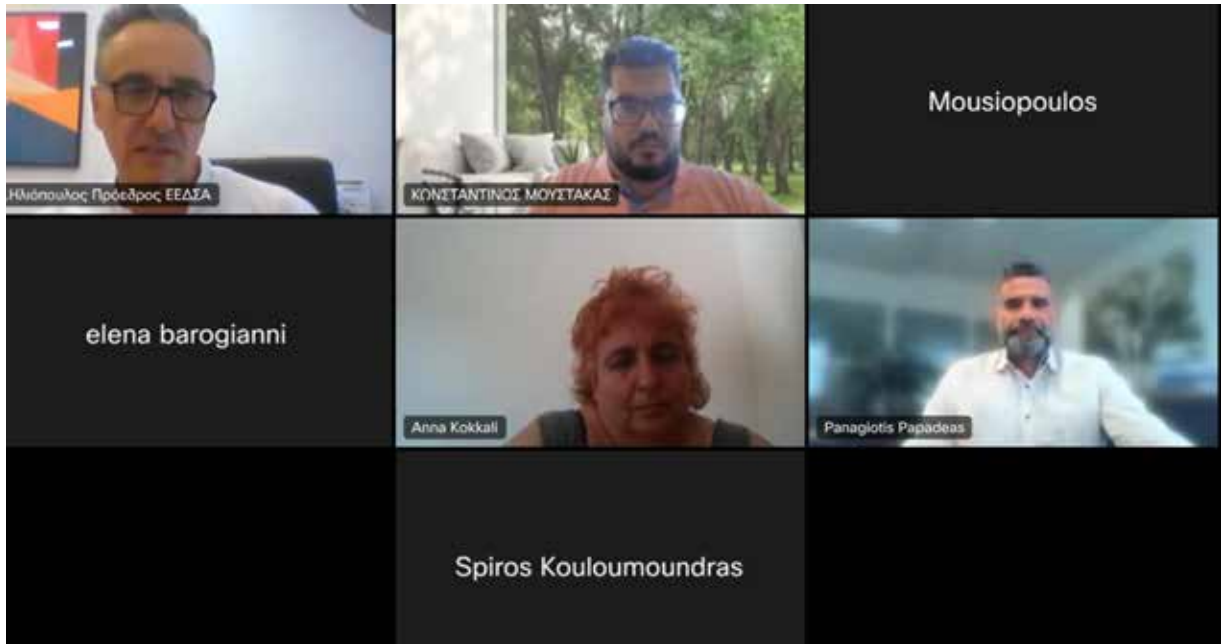 Ηλιόπουλος Πρόεδρος ΕΕΔΣΑ
ΚΩΝΣΤΑΝΤΙΝΟΣ ΜΟΥΣΤΑΚΑΣ
Mousiopoulos
elena barogianni
Anna Kokkali
Panagiotis Papadeas
Spiros Kouloumoundras